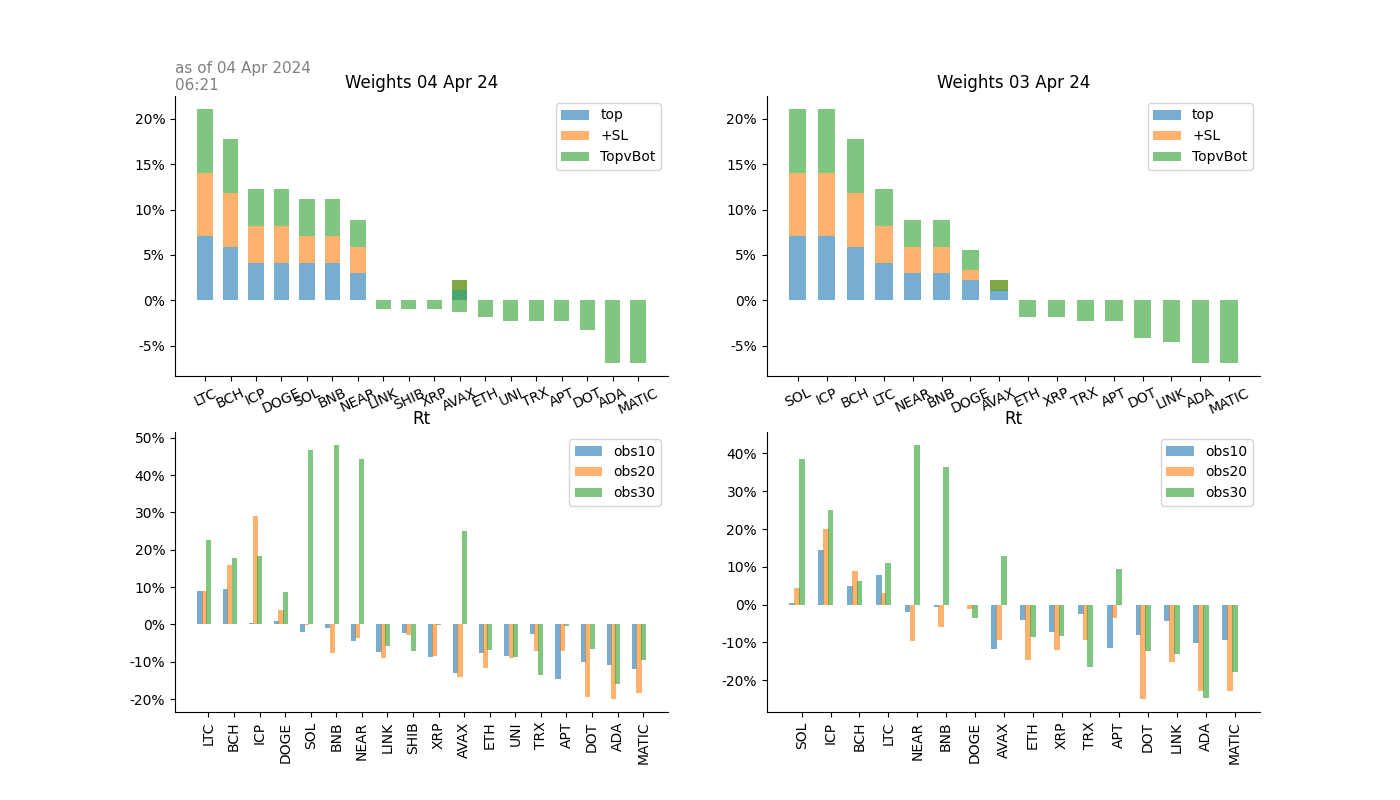 as of 04 Apr 2024
06:21
Weights 04 Apr 24
20%
15%
10%
5%
0%
-5%
top
+SL
TopvBot
LTC BCH ICP DOGE SOL BNB NEAR LINK SHIB XRP AVAX ETH UNI TRX APT DOT ADA MATIC
Weights 03 Apr 24
20%
15%
10%
5%
0%
-5%
top
+SL
TopvBot
SOL ICP BCH LTC NEAR BNB DOGE AVAX ETH XRP TRX APT DOT LINK ADA MATIC
Rt
50%
40%
30%
20%
10%
0%
-10%
-20%
obs10
obs20
obs30
LTC BCH ICP DOGE SOL BNB NEAR LINK SHIB XRP AVAX ETH UNI TRX APT DOT ADA MATIC
Rt
40%
30%
20%
10%
0%
-10%
-20%
obs10
obs20
obs30
SOL ICP BCH LTC NEAR BNB DOGE AVAX ETH XRP TRX APT DOT LINK ADA MATIC